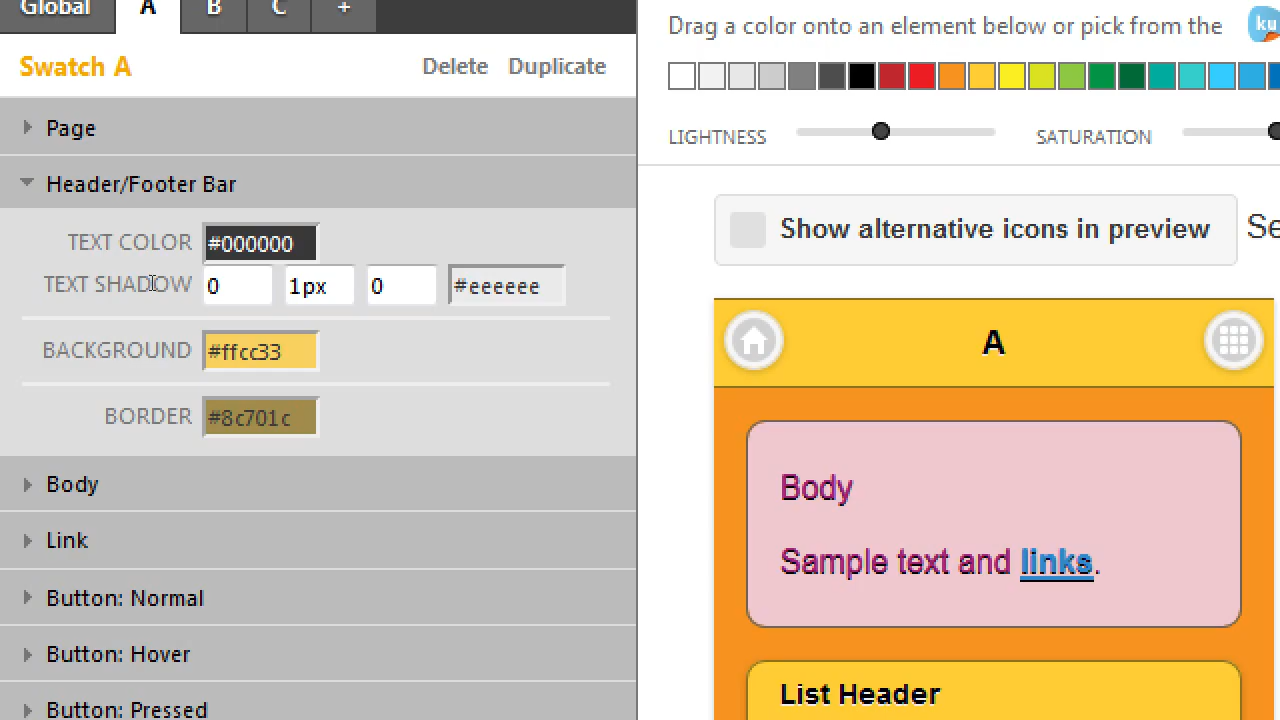 Global A B C +
Swatch A Delete Duplicate
Page
Header/Footer Bar
TEXT COLOR #000000
TEXT SHADOW 0 1px 0 #eeeeee
BACKGROUND #ffcc33
BORDER #8c701c
Body
Link
Button: Normal
Button: Hover
Button: Pressed
Drag a color onto an element below or pick from the ku
LIGHTNESS SATURATION
Show alternative icons in preview Se
A
Body
Sample text and links.
List Header